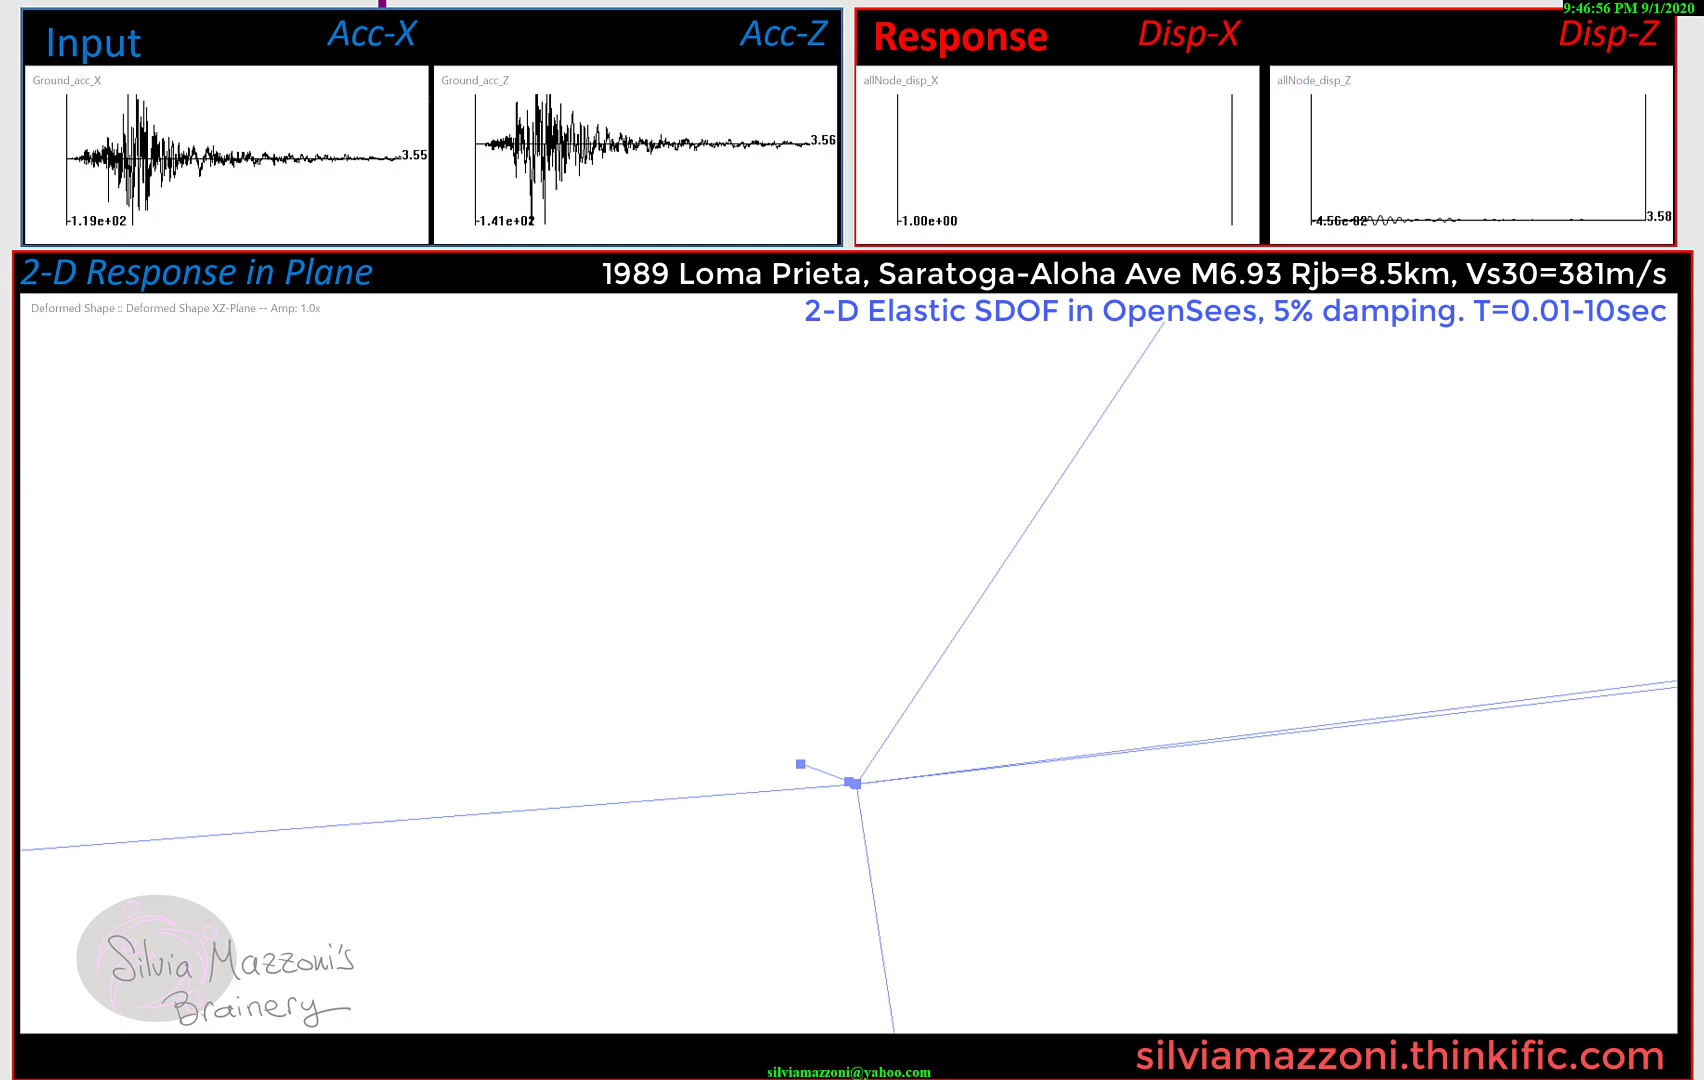 9:46:56 PM 9/1/2020
Input
Acc-X
Acc-Z
Response
Disp-X
Disp-Z
Ground_acc_X
3.55
-1.19e+02
Ground_acc_Z
3.56
-1.41e+02
allNode_disp_X
-1.00e+00
allNode_disp_Z
3.58
-4.56e-82
2-D Response in Plane
1989 Loma Prieta, Saratoga-Aloha Ave M6.93 Rjb=8.5km, Vs30=381m/s
Deformed Shape :: Deformed Shape XZ-Plane -- Amp: 1.0x
2-D Elastic SDOF in OpenSees, 5% damping. T=0.01-10sec
Silvia Mazzoni's
Brainery
silviamazzoni.thinkific.com
silviamazzoni@yahoo.com